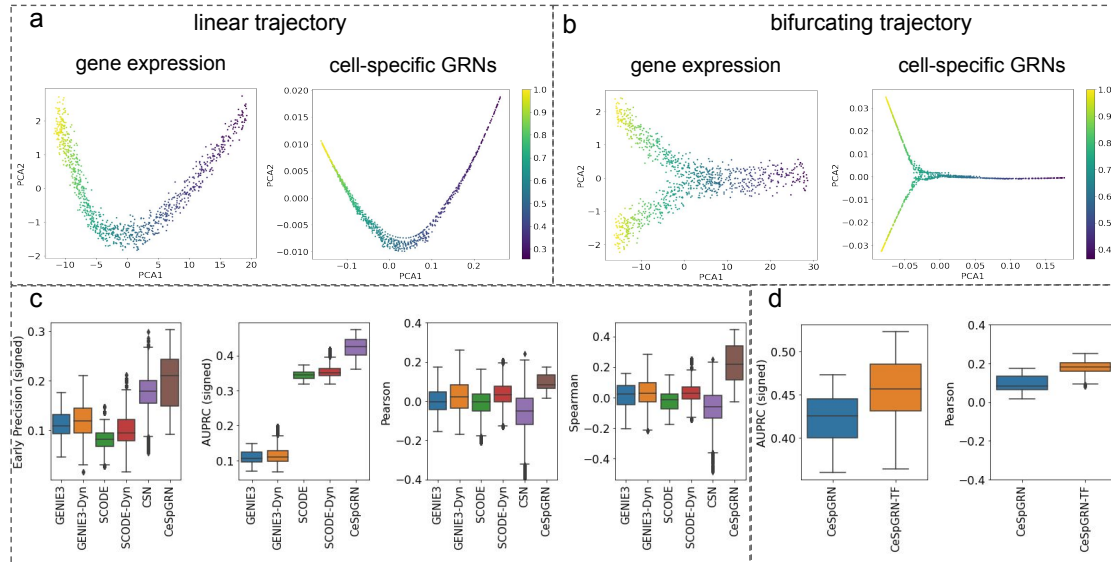 a
linear trajectory
gene expression
cell-specific GRNs
PCA2
2
1
0
−1
−2
−10
−5
0
5
10
15
20
PCA1
PCA2
0.020
0.015
0.010
0.005
0.000
−0.005
−0.010
−0.1
0.0
0.1
0.2
PCA1
1.0
0.9
0.8
0.7
0.6
0.5
0.4
0.3
b
bifurcating trajectory
gene expression
cell-specific GRNs
PCA2
2
1
0
−1
−2
−10
0
10
20
30
PCA1
PCA2
0.03
0.02
0.01
0.00
−0.01
−0.02
−0.03
−0.05
0.00
0.05
0.10
0.15
PCA1
1.0
0.9
0.8
0.7
0.6
0.5
0.4
c
Early Precision (signed)
0.3
0.2
0.1
GENIE3
GENIE3-Dyn
SCODE
SCODE-Dyn
CSN
CeSpGRN
AUPRC (signed)
0.4
0.3
0.2
0.1
GENIE3
GENIE3-Dyn
SCODE
SCODE-Dyn
CeSpGRN
Pearson
0.4
0.2
0.0
−0.2
−0.4
GENIE3
GENIE3-Dyn
SCODE
SCODE-Dyn
CSN
CeSpGRN
Spearman
0.4
0.2
0.0
−0.2
−0.4
GENIE3
GENIE3-Dyn
SCODE
SCODE-Dyn
CSN
CeSpGRN
d
AUPRC (signed)
0.50
0.45
0.40
CeSpGRN
CeSpGRN-TF
Pearson
0.4
0.2
0.0
−0.2
−0.4
CeSpGRN
CeSpGRN-TF